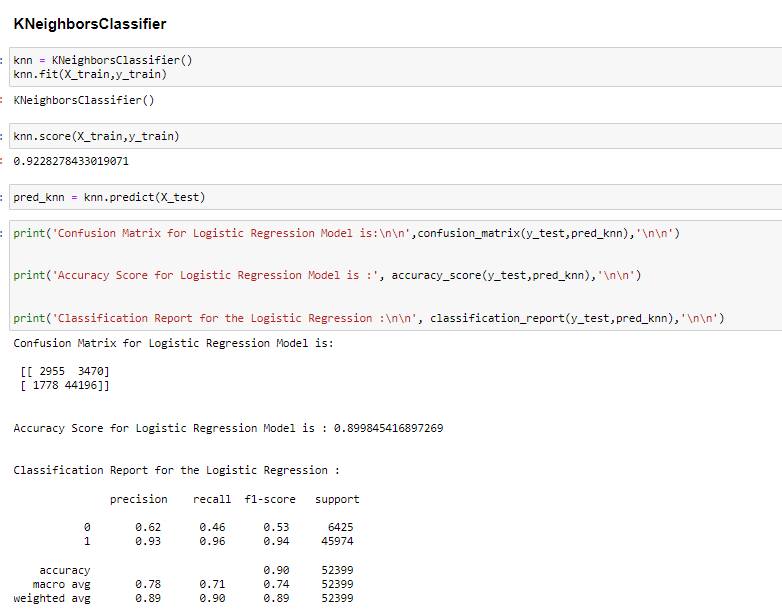 KNeighborsClassifier
knn = KNeighborsClassifier()
knn.fit(X_train,y_train)
KNeighborsClassifier()
knn.score(X_train,y_train)
0.9228278433019071
pred_knn = knn.predict(X_test)
print('Confusion Matrix for Logistic Regression Model is:\n\n',confusion_matrix(y_test,pred_knn),'\n\n')
print('Accuracy Score for Logistic Regression Model is :', accuracy_score(y_test,pred_knn),'\n\n')
print('Classification Report for the Logistic Regression :\n\n', classification_report(y_test,pred_knn),'\n\n')
Confusion Matrix for Logistic Regression Model is:
[[ 2955  3470]
[ 1778 44196]]
Accuracy Score for Logistic Regression Model is : 0.899845416897269
Classification Report for the Logistic Regression :
precision recall f1-score support
0 0.62 0.46 0.53 6425
1 0.93 0.96 0.94 45974
accuracy 0.90 52399
macro avg 0.78 0.71 0.74 52399
weighted avg 0.89 0.90 0.89 52399